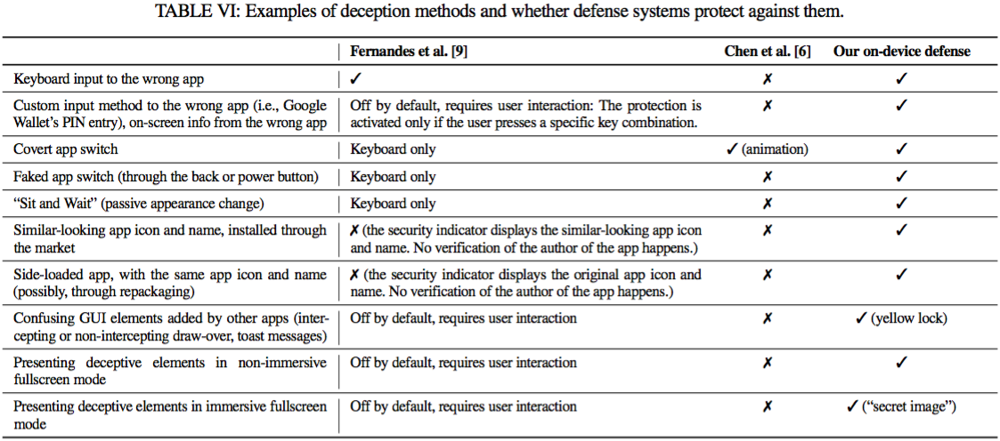 TABLE VI: Examples of deception methods and whether defense systems protect against them.
Fernandes et al. [9] Chen et al. [6] Our on-device defense
Keyboard input to the wrong app ✓ ✗ ✓
Custom input method to the wrong app (i.e., Google Off by default, requires user interaction: The protection is ✗ ✓
Wallet's PIN entry), on-screen info from the wrong app activated only if the user presses a specific key combination.
Covert app switch Keyboard only ✓ (animation) ✓
Faked app switch (through the back or power button) Keyboard only ✗ ✓
“Sit and Wait” (passive appearance change) Keyboard only ✗ ✓
Similar-looking app icon and name, installed through ✗ (the security indicator displays the similar-looking app icon ✗ ✓
the market and name. No verification of the author of the app happens.)
Side-loaded app, with the same app icon and name ✗ (the security indicator displays the original app icon and ✗ ✓
(possibly, through repackaging) name. No verification of the author of the app happens.)
Confusing GUI elements added by other apps (inter- Off by default, requires user interaction ✗ ✓ (yellow lock)
cepting or non-intercepting draw-over, toast messages)
Presenting deceptive elements in non-immersive Off by default, requires user interaction ✗ ✓
fullscreen mode
Presenting deceptive elements in immersive fullscreen Off by default, requires user interaction ✗ ✓ (“secret image”)
mode